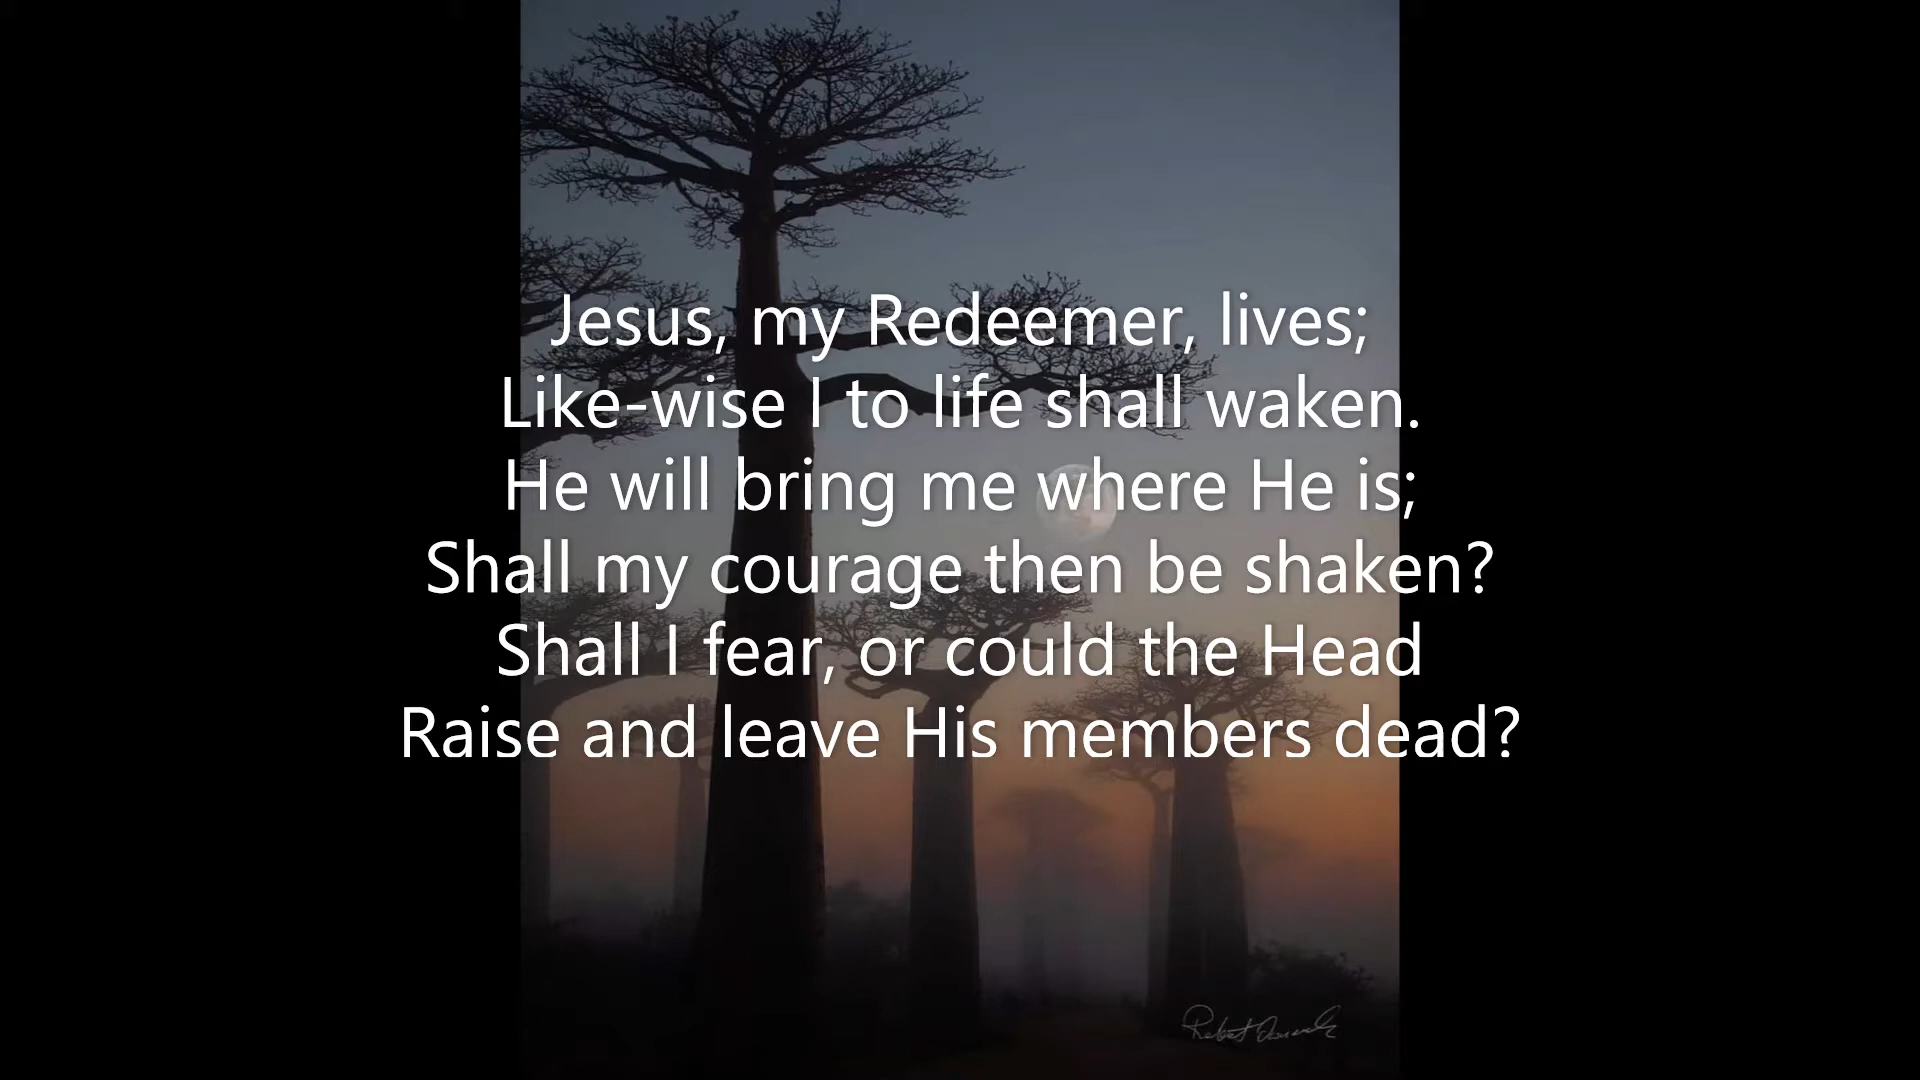 Jesus, my Redeemer, lives;
Like-wise I to life shall waken.
He will bring me where He is;
Shall my courage then be shaken?
Shall I fear, or could the Head
Raise and leave His members dead?